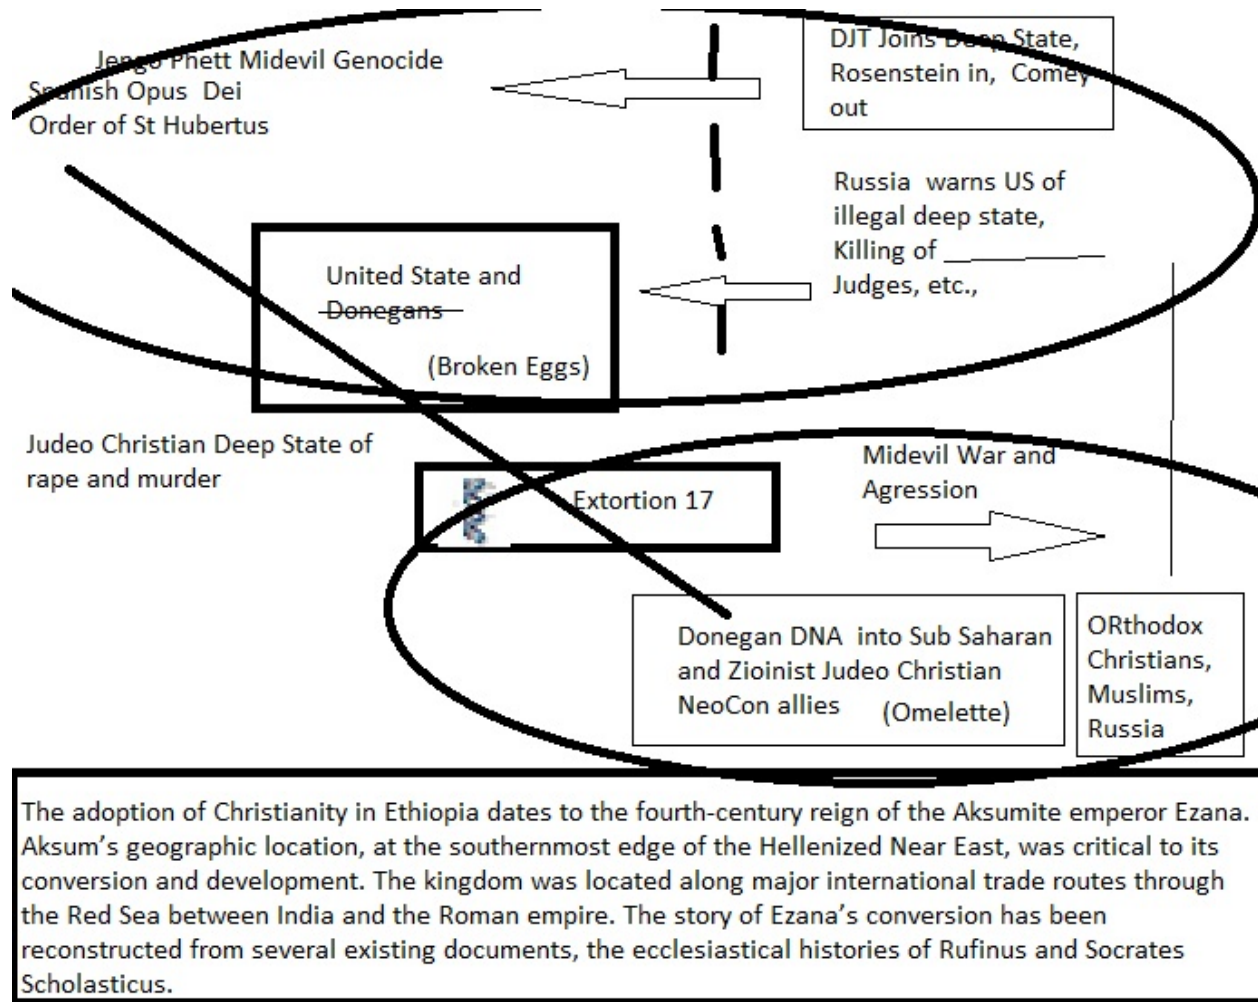 Jengo Phett Midevil Genocide
Spanish Opus Dei
Order of St Hubertus
DJT Joins Deep State,
Rosenstein in, Comey
out
Russia warns US of
illegal deep state,
Killing of ___________
Judges, etc.,
United State and
Donegans
(Broken Eggs)
Judeo Christian Deep State of
rape and murder
Extortion 17
Midevil War and
Agression
Donegan DNA into Sub Saharan
and Zioinist Judeo Christian
NeoCon allies (Omelette)
ORthodox
Christians,
Muslims,
Russia
The adoption of Christianity in Ethiopia dates to the fourth-century reign of the Aksumite emperor Ezana.
Aksum’s geographic location, at the southernmost edge of the Hellenized Near East, was critical to its
conversion and development. The kingdom was located along major international trade routes through
the Red Sea between India and the Roman empire. The story of Ezana’s conversion has been
reconstructed from several existing documents, the ecclesiastical histories of Rufinus and Socrates
Scholasticus.